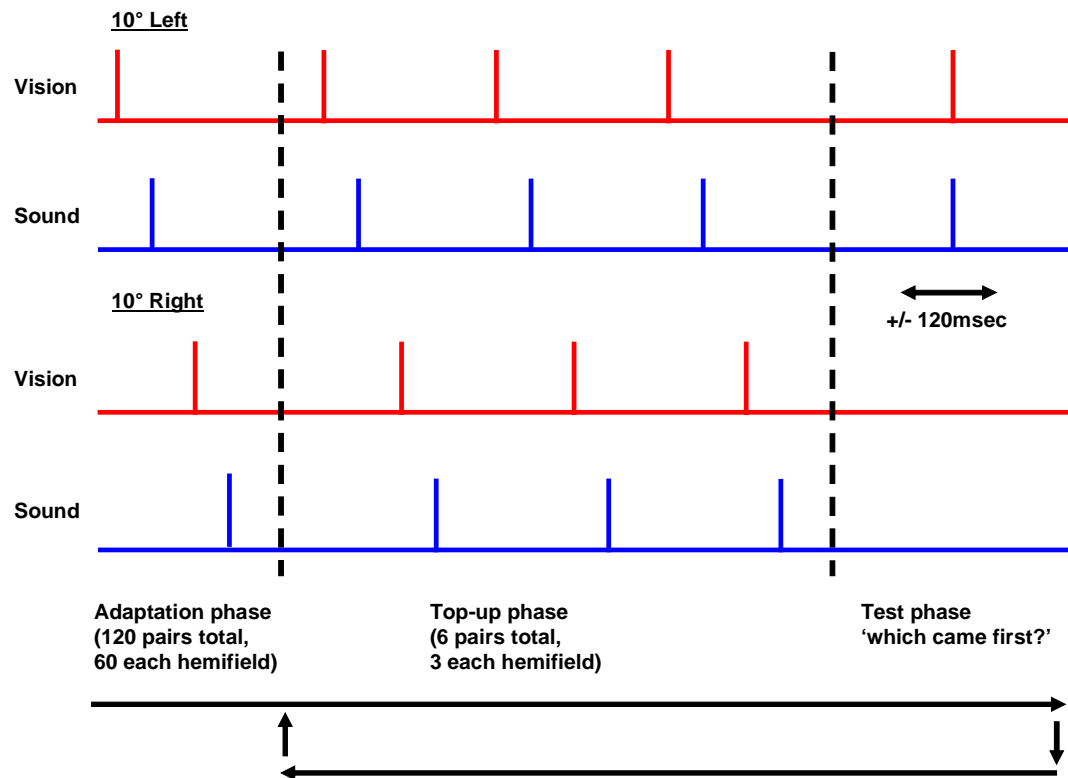 10° Left
Vision
Sound
10° Right
+/- 120msec
Vision
Sound
Adaptation phase
(120 pairs total,
60 each hemifield)
Top-up phase
(6 pairs total,
3 each hemifield)
Test phase
‘which came first?’